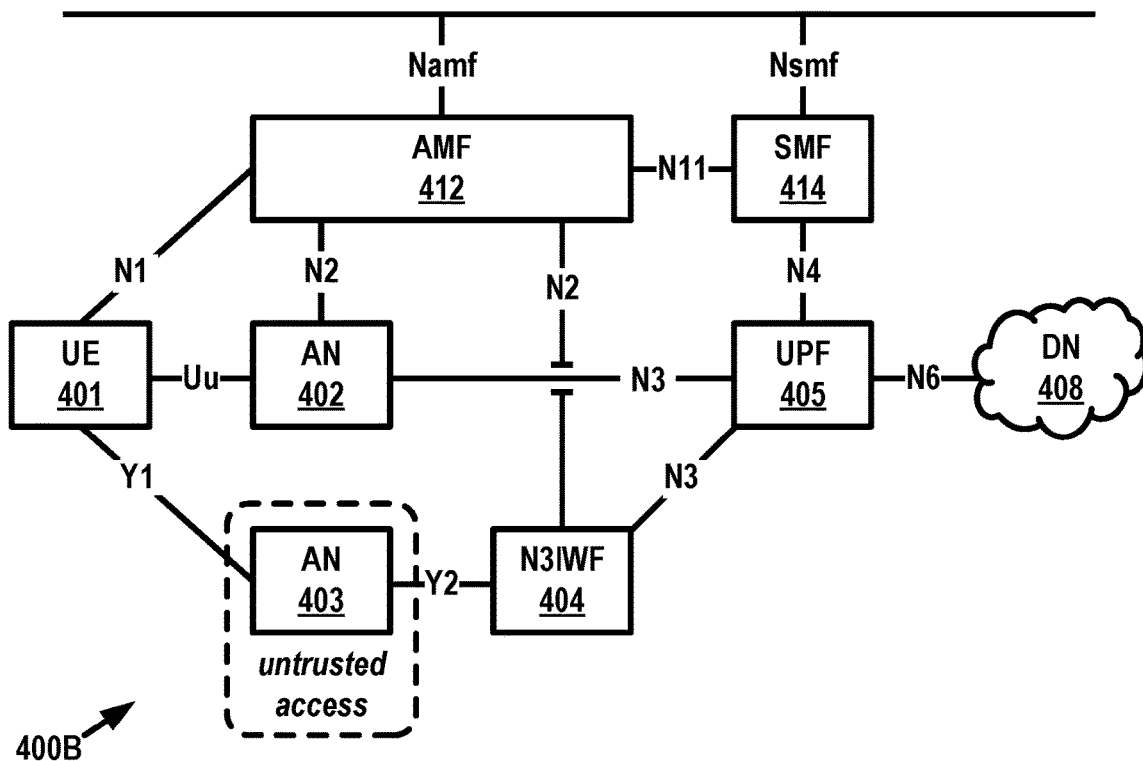 Namf
Nsmf
AMF
412
N11
SMF
414
N1
N2
N2
N4
UE
401
Uu
AN
402
N3
UPF
405
N6
DN
408
Y1
N3
AN
403
Y2
N3IWF
404
untrusted
access
400B